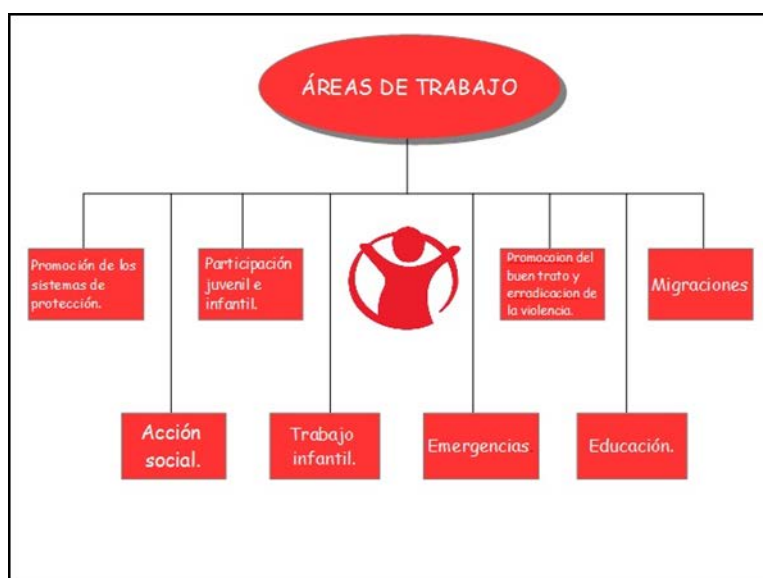 ÁREAS DE TRABAJO
Promoción de los
sistemas de
protección.
Participación
juvenil e
infantil.
Promocoion del
buen trato y
erradicacion de
la violencia.
Migraciones
Acción
social.
Trabajo
infantil.
Emergencias.
Educación.